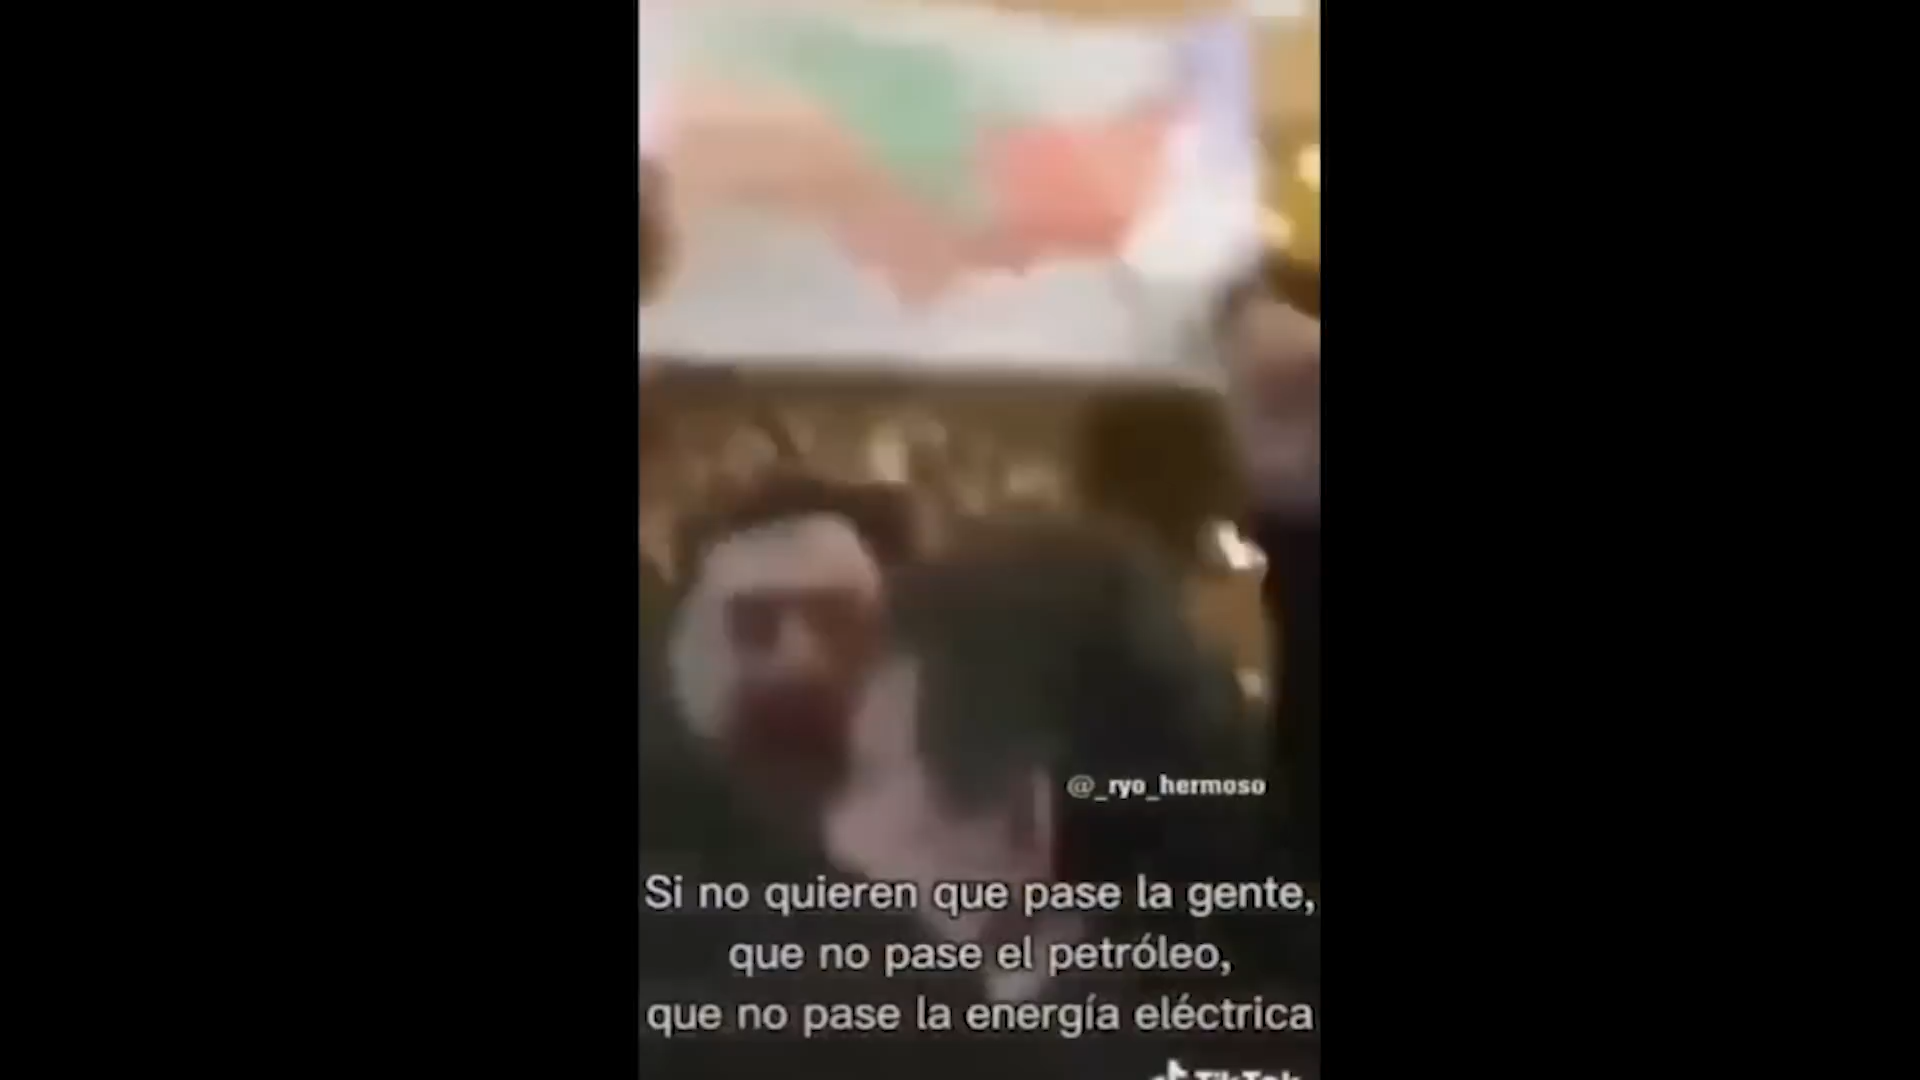 @_ryo_hermoso
Si no quieren que pase la gente,
que no pase el petróleo,
que no pase la energía eléctrica
TikTok